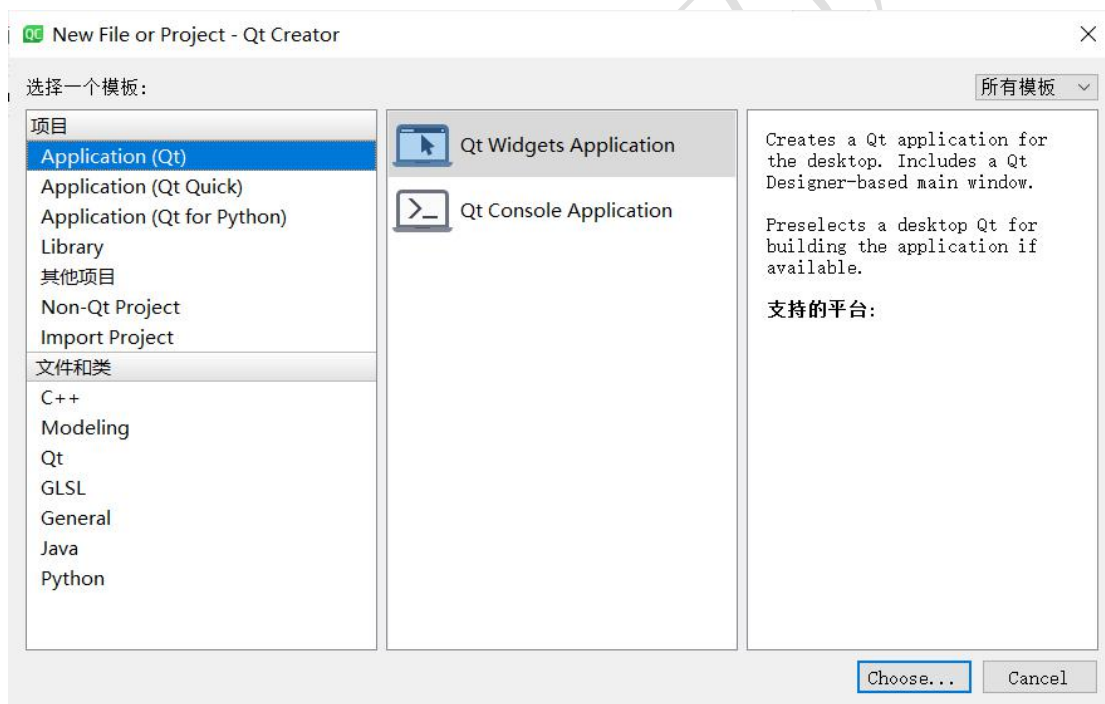 New File or Project - Qt Creator
选择一个模板:
所有模板
项目
Application (Qt)
Application (Qt Quick)
Application (Qt for Python)
Library
其他项目
Non-Qt Project
Import Project
文件和类
C++
Modeling
Qt
GLSL
General
Java
Python
Qt Widgets Application
Qt Console Application
Creates a Qt application for
the desktop. Includes a Qt
Designer-based main window.
Preselects a desktop Qt for
building the application if
available.
支持的平台:
Choose...
Cancel